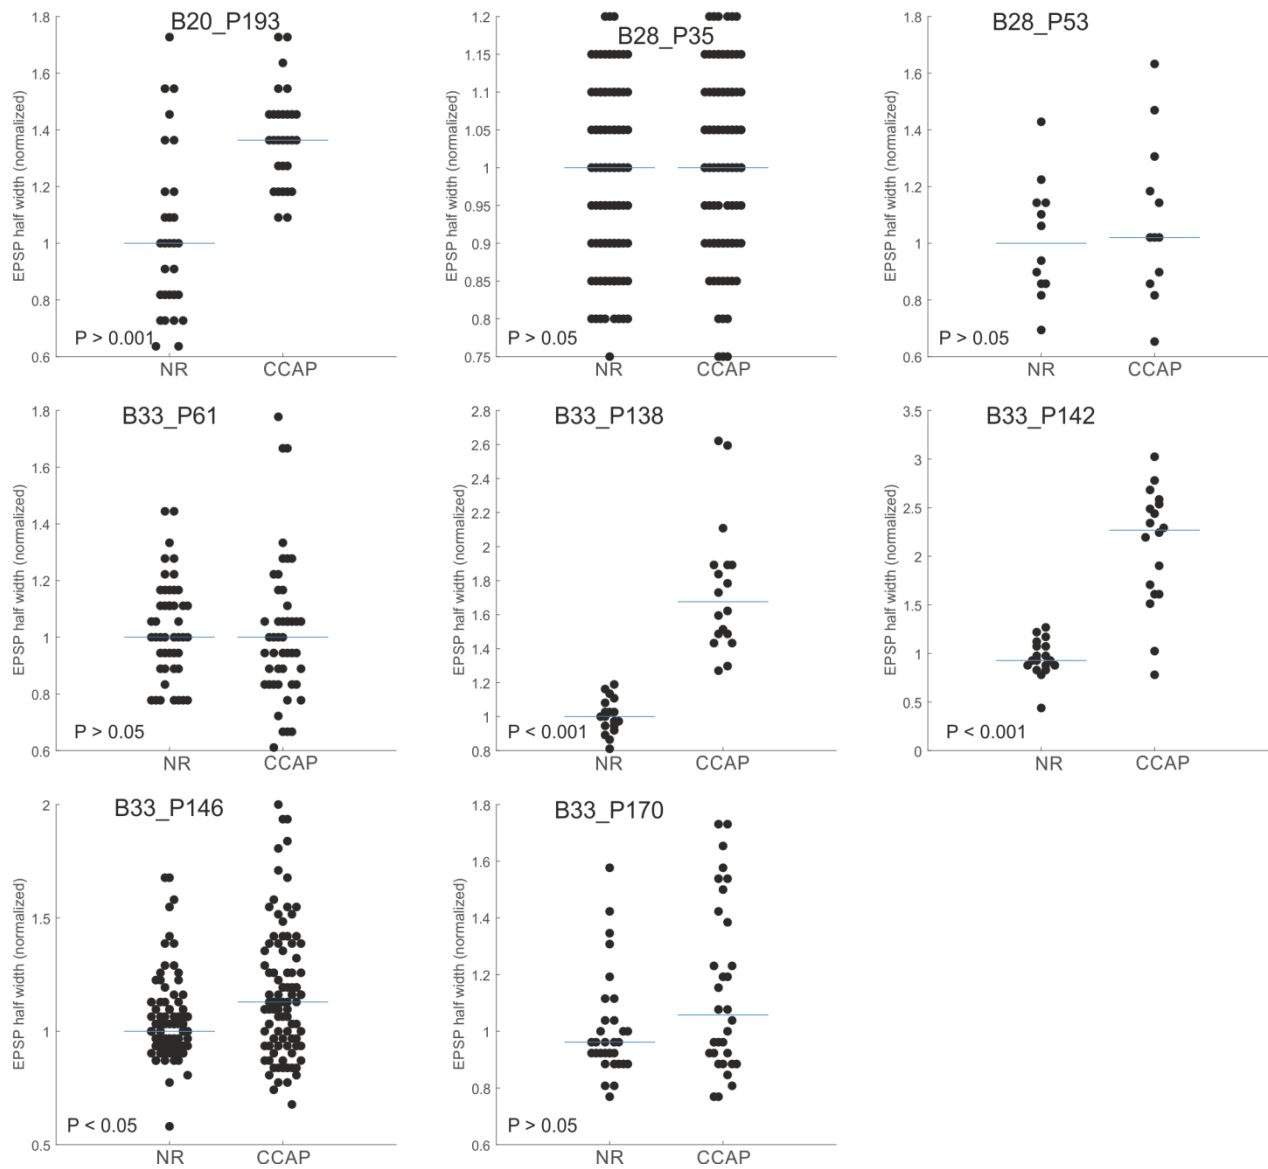 B20_P193
EPSP half width (normalized)
1.8
1.6
1.4
1.2
1
0.8
0.6
P > 0.001
NR CCAP
B28_P35
EPSP half width (normalized)
1.2
1.15
1.1
1.05
1
0.95
0.9
0.85
0.8
0.75
P > 0.05
NR CCAP
B28_P53
EPSP half width (normalized)
1.8
1.6
1.4
1.2
1
0.8
0.6
P > 0.05
NR CCAP
B33_P61
EPSP half width (normalized)
1.8
1.6
1.4
1.2
1
0.8
0.6
P > 0.05
NR CCAP
B33_P138
EPSP half width (normalized)
2.8
2.6
2.4
2.2
2
1.8
1.6
1.4
1.2
1
0.8
P < 0.001
NR CCAP
B33_P142
EPSP half width (normalized)
3.5
3
2.5
2
1.5
1
0.5
0
P < 0.001
NR CCAP
B33_P146
EPSP half width (normalized)
2
1.5
1
0.5
P < 0.05
NR CCAP
B33_P170
EPSP half width (normalized)
1.8
1.6
1.4
1.2
1
0.8
0.6
P > 0.05
NR CCAP